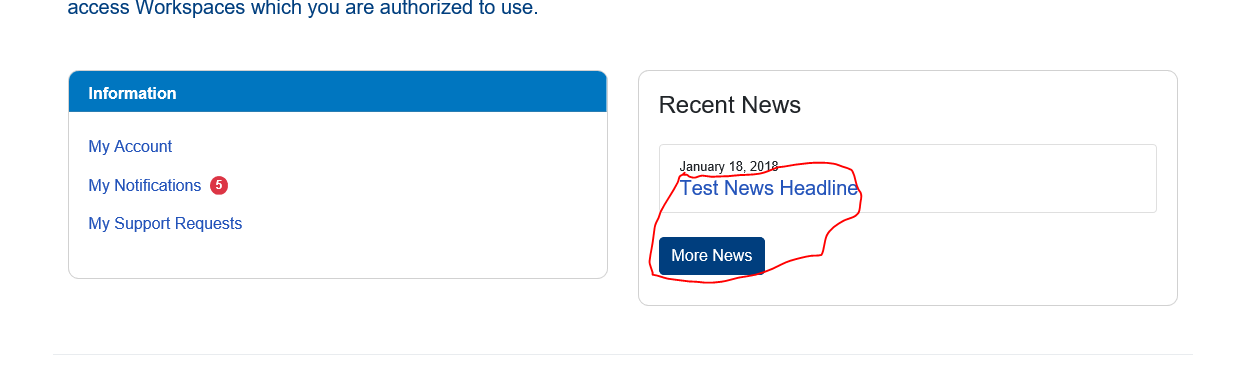 access Workspaces which you are authorized to use.
Information
My Account
My Notifications 5
My Support Requests
Recent News
January 18, 2018
Test News Headline
More News